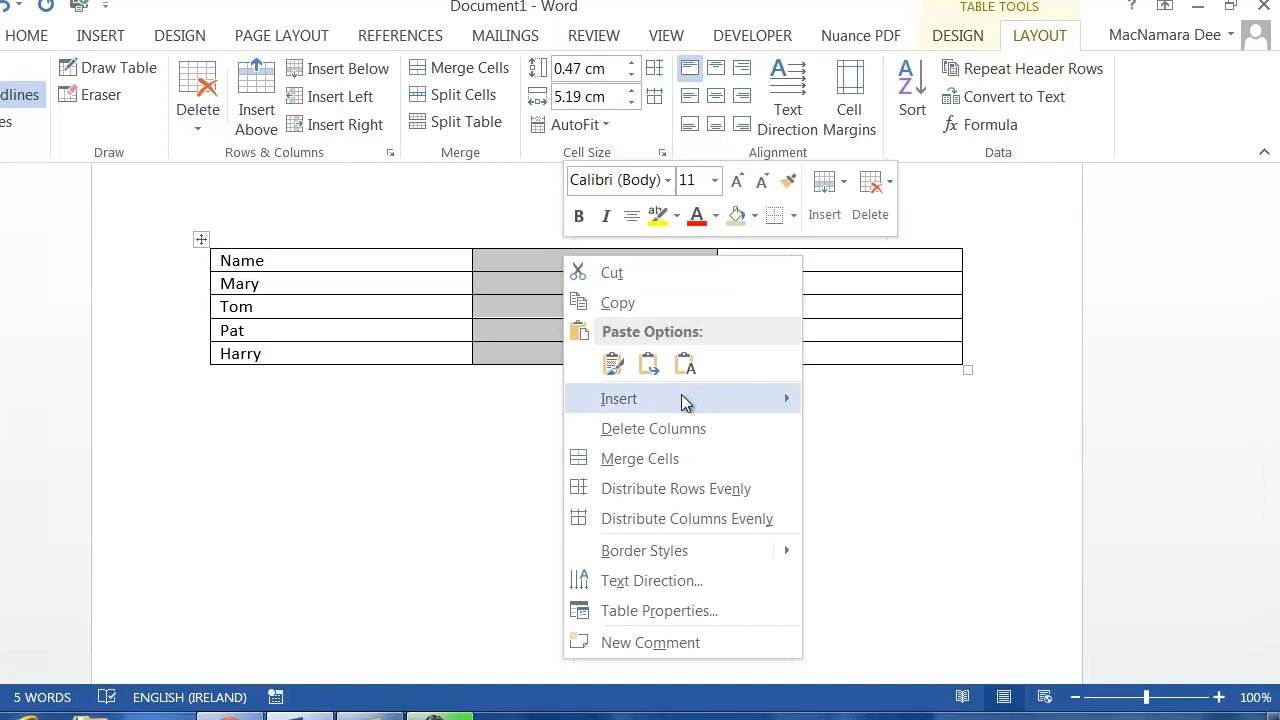 Document1 - Word
TABLE TOOLS
?
HOME INSERT DESIGN PAGE LAYOUT REFERENCES MAILINGS REVIEW VIEW DEVELOPER Nuance PDF DESIGN LAYOUT MacNamara Dee
dlines
es
Draw Table
Eraser
Draw
Delete
Insert
Above
Insert Below
Insert Left
Insert Right
Rows & Columns
Merge Cells
Split Cells
Split Table
Merge
0.47 cm
5.19 cm
AutoFit
Cell Size
Text
Direction
Cell
Margins
Alignment
A
Z
Sort
Repeat Header Rows
Convert to Text
fx Formula
Data
Calibri (Body) 11 A A
B I ab A Insert Delete
Name
Mary
Tom
Pat
Harry
Cut
Copy
Paste Options:
A
Insert
Delete Columns
Merge Cells
Distribute Rows Evenly
Distribute Columns Evenly
Border Styles
Text Direction...
Table Properties...
New Comment
5 WORDS ENGLISH (IRELAND) 100%